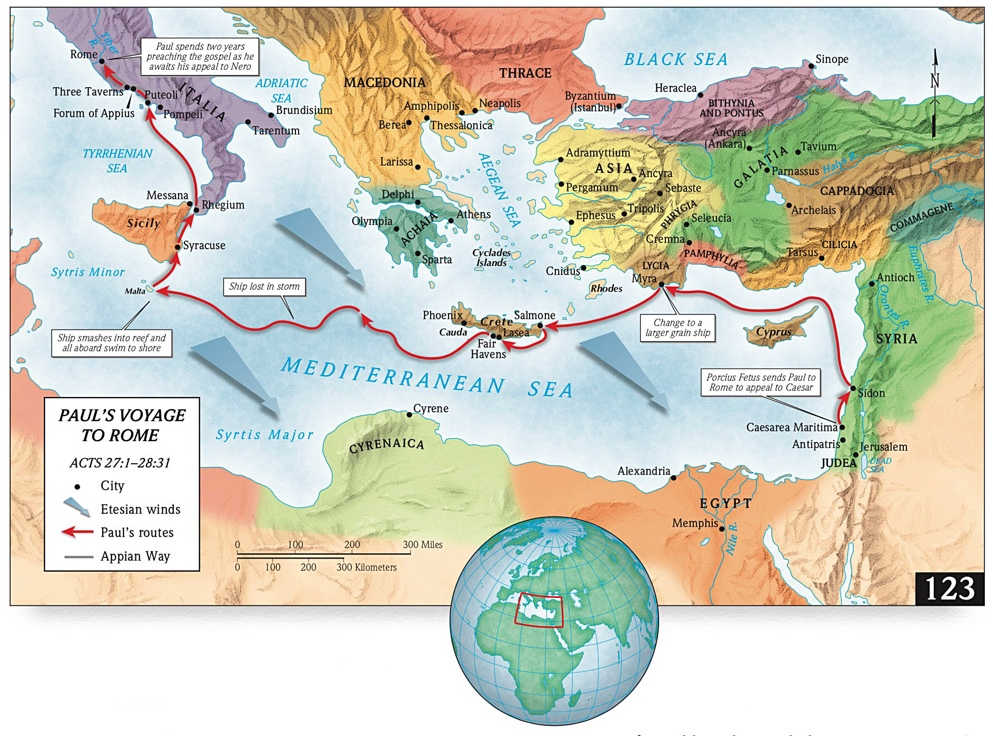 Tiber R.
Rome
Paul spends two years
preaching the gospel as he
awaits his appeal to Nero
Three Taverns
Forum of Appius
Puteoli
Pompeli
ITALIA
ADRIATIC
SEA
Brundisium
Tarentum
TYRRHENIAN
SEA
Messana
Rhegium
Sicily
Syracuse
Sytris Minor
Malta
Ship smashes into reef and
all aboard swim to shore
Ship lost in storm
MACEDONIA
THRACE
Amphipolis
Neapolis
Berea
Thessalonica
Larissa
Delphi
Olympia
ACHAIA
Athens
Sparta
AEGEAN SEA
Cyclades
Islands
BLACK SEA
Byzantium
(Istanbul)
Heraclea
Sinope
BITHYNIA
AND PONTUS
Ancyra
(Ankara)
GALATIA
Tavium
Parnassus
Halys R.
CAPPADOCIA
Archelais
COMMAGENE
Adramyttium
ASIA
Ancyra
Pergamum
Sebaste
Ephesus
Tripolis
PHRYGIA
Seleucia
Cremna
PAMPHYLIA
Tarsus
CILICIA
Cnidus
LYCIA
Myra
Rhodes
Phoenix
Cauda
Crete
Salmone
Lasea
Fair
Havens
Change to a
larger grain ship
Cyprus
Antioch
Orontes R.
Euphrates R.
SYRIA
Porcius Fetus sends Paul to
Rome to appeal to Caesar
Sidon
Caesarea Maritima
Antipatris
Jerusalem
JUDEA
DEAD
SEA
MEDITERRANEAN SEA
Syrtis Major
Cyrene
CYRENAICA
Alexandria
EGYPT
Memphis
Nile R.
PAUL'S VOYAGE
TO ROME
ACTS 27:1–28:31
City
Etesian winds
Paul's routes
Appian Way
0 100 200 300 Miles
0 100 200 300 Kilometers
N
123